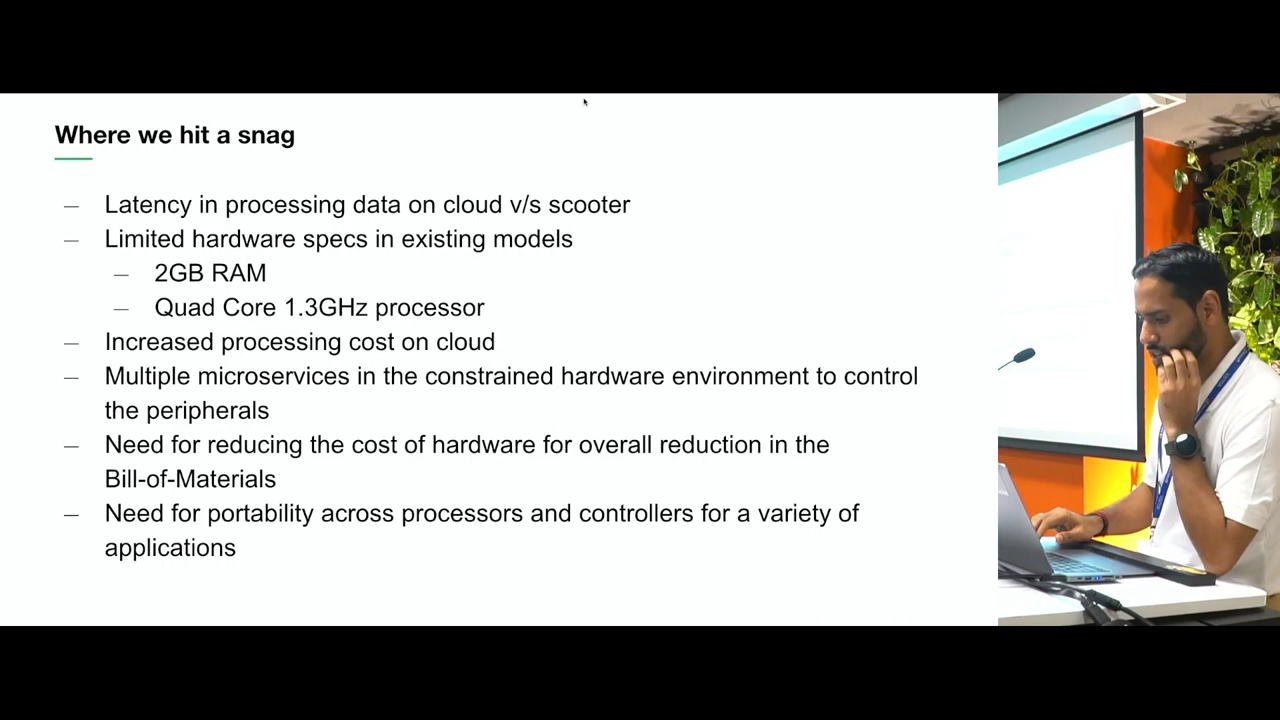 Where we hit a snag
— Latency in processing data on cloud v/s scooter
— Limited hardware specs in existing models
— 2GB RAM
— Quad Core 1.3GHz processor
— Increased processing cost on cloud
— Multiple microservices in the constrained hardware environment to control
the peripherals
— Need for reducing the cost of hardware for overall reduction in the
Bill-of-Materials
— Need for portability across processors and controllers for a variety of
applications